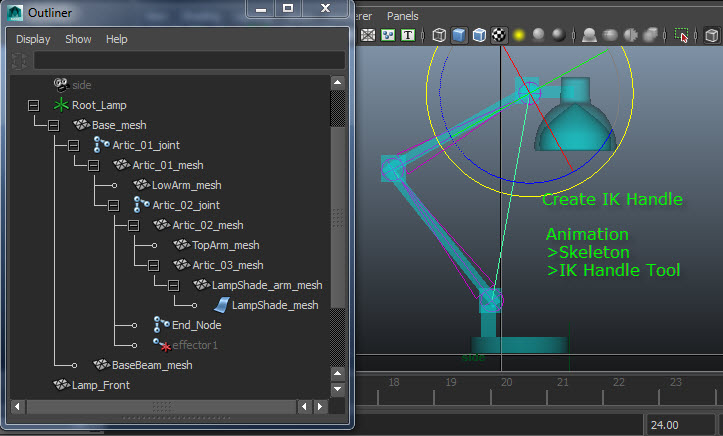 Outliner
Display Show Help
side
Root_Lamp
Base_mesh
Artic_01_joint
Artic_01_mesh
LowArm_mesh
Artic_02_joint
Artic_02_mesh
TopArm_mesh
Artic_03_mesh
LampShade_arm_mesh
LampShade_mesh
End_Node
effector1
BaseBeam_mesh
Lamp_Front
Panels
T
Create IK Handle
Animation
>Skeleton
>IK Handle Tool
side
18 19 20 21 22 23
24.00